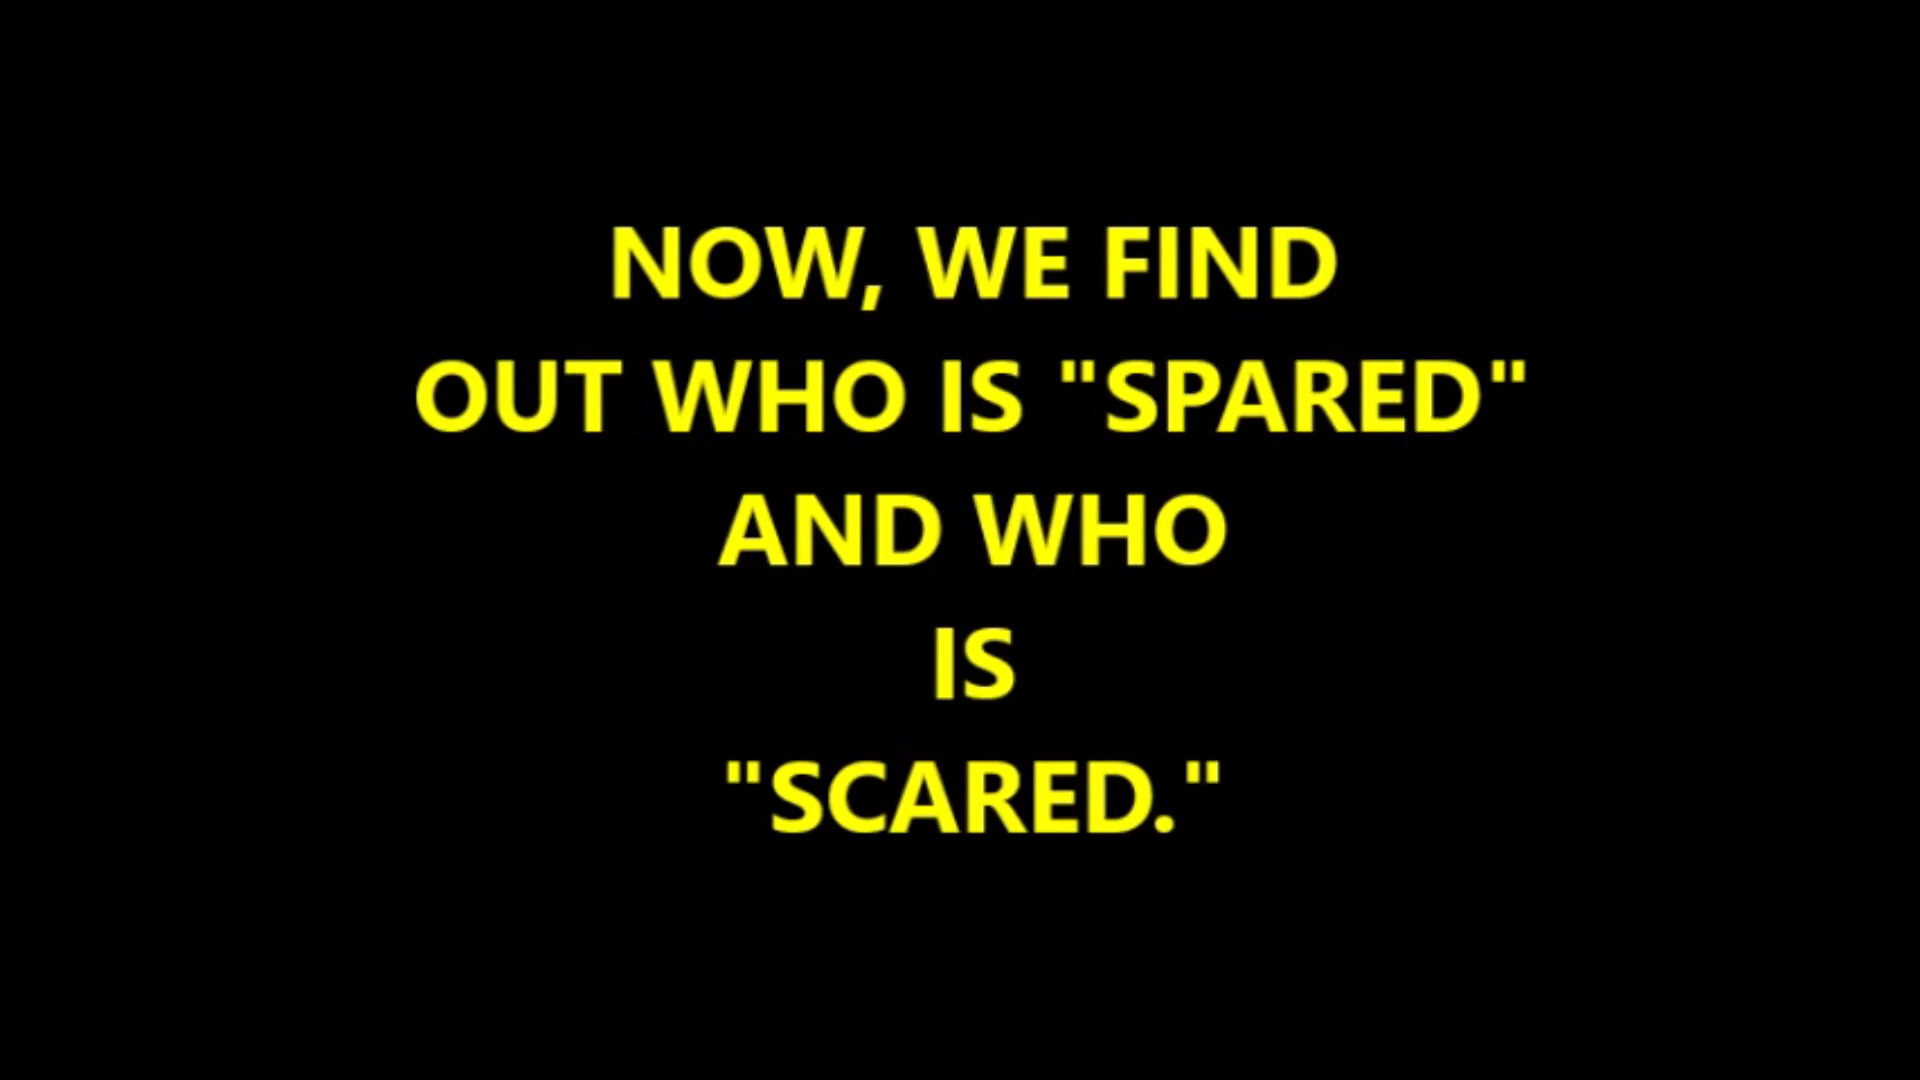 NOW, WE FIND
OUT WHO IS "SPARED"
AND WHO
IS
"SCARED."